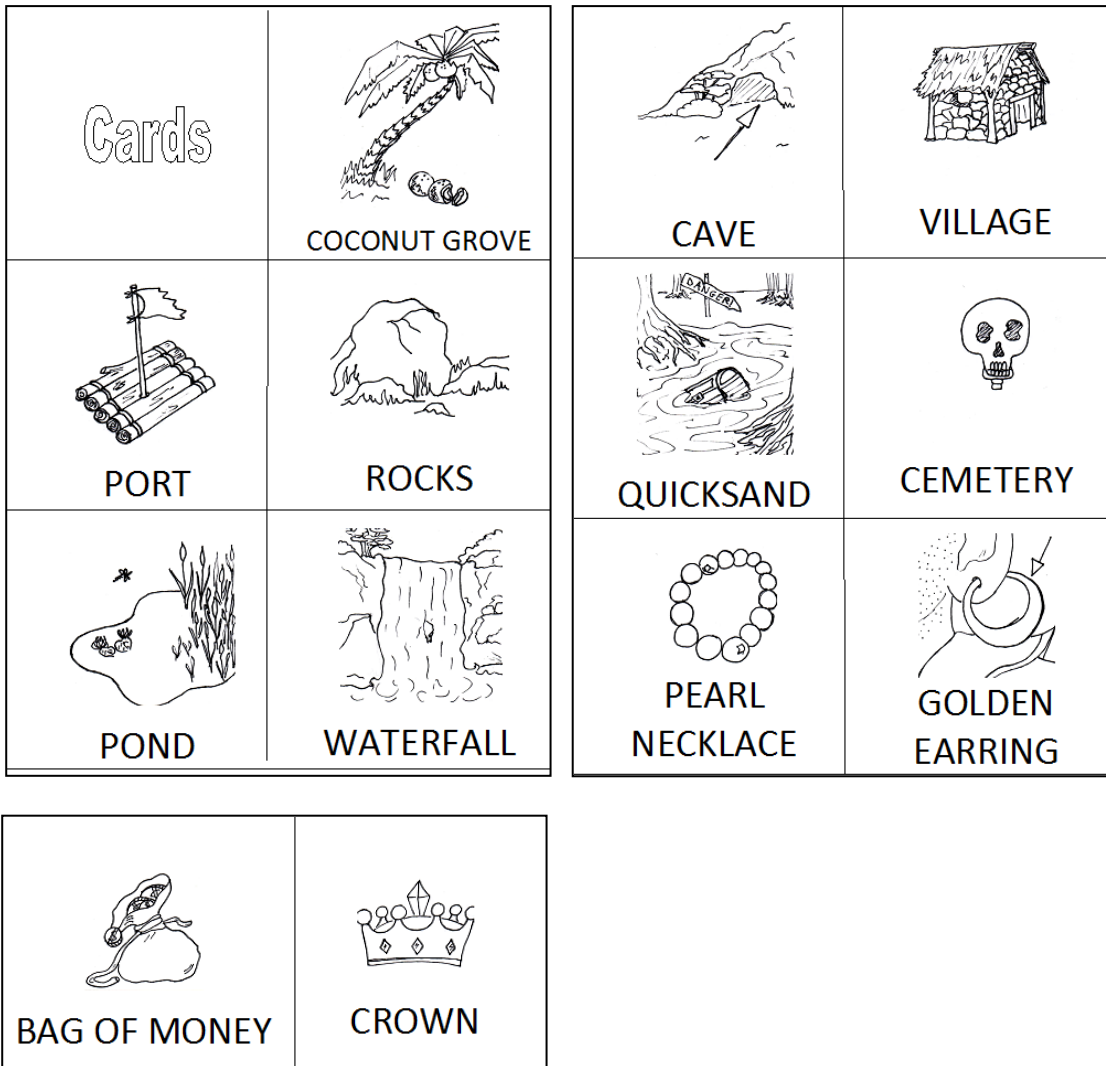 Cards
COCONUT GROVE
PORT
ROCKS
POND
WATERFALL
CAVE
VILLAGE
DANGER!
QUICKSAND
CEMETERY
PEARL
NECKLACE
GOLDEN
EARRING
BAG OF MONEY
CROWN